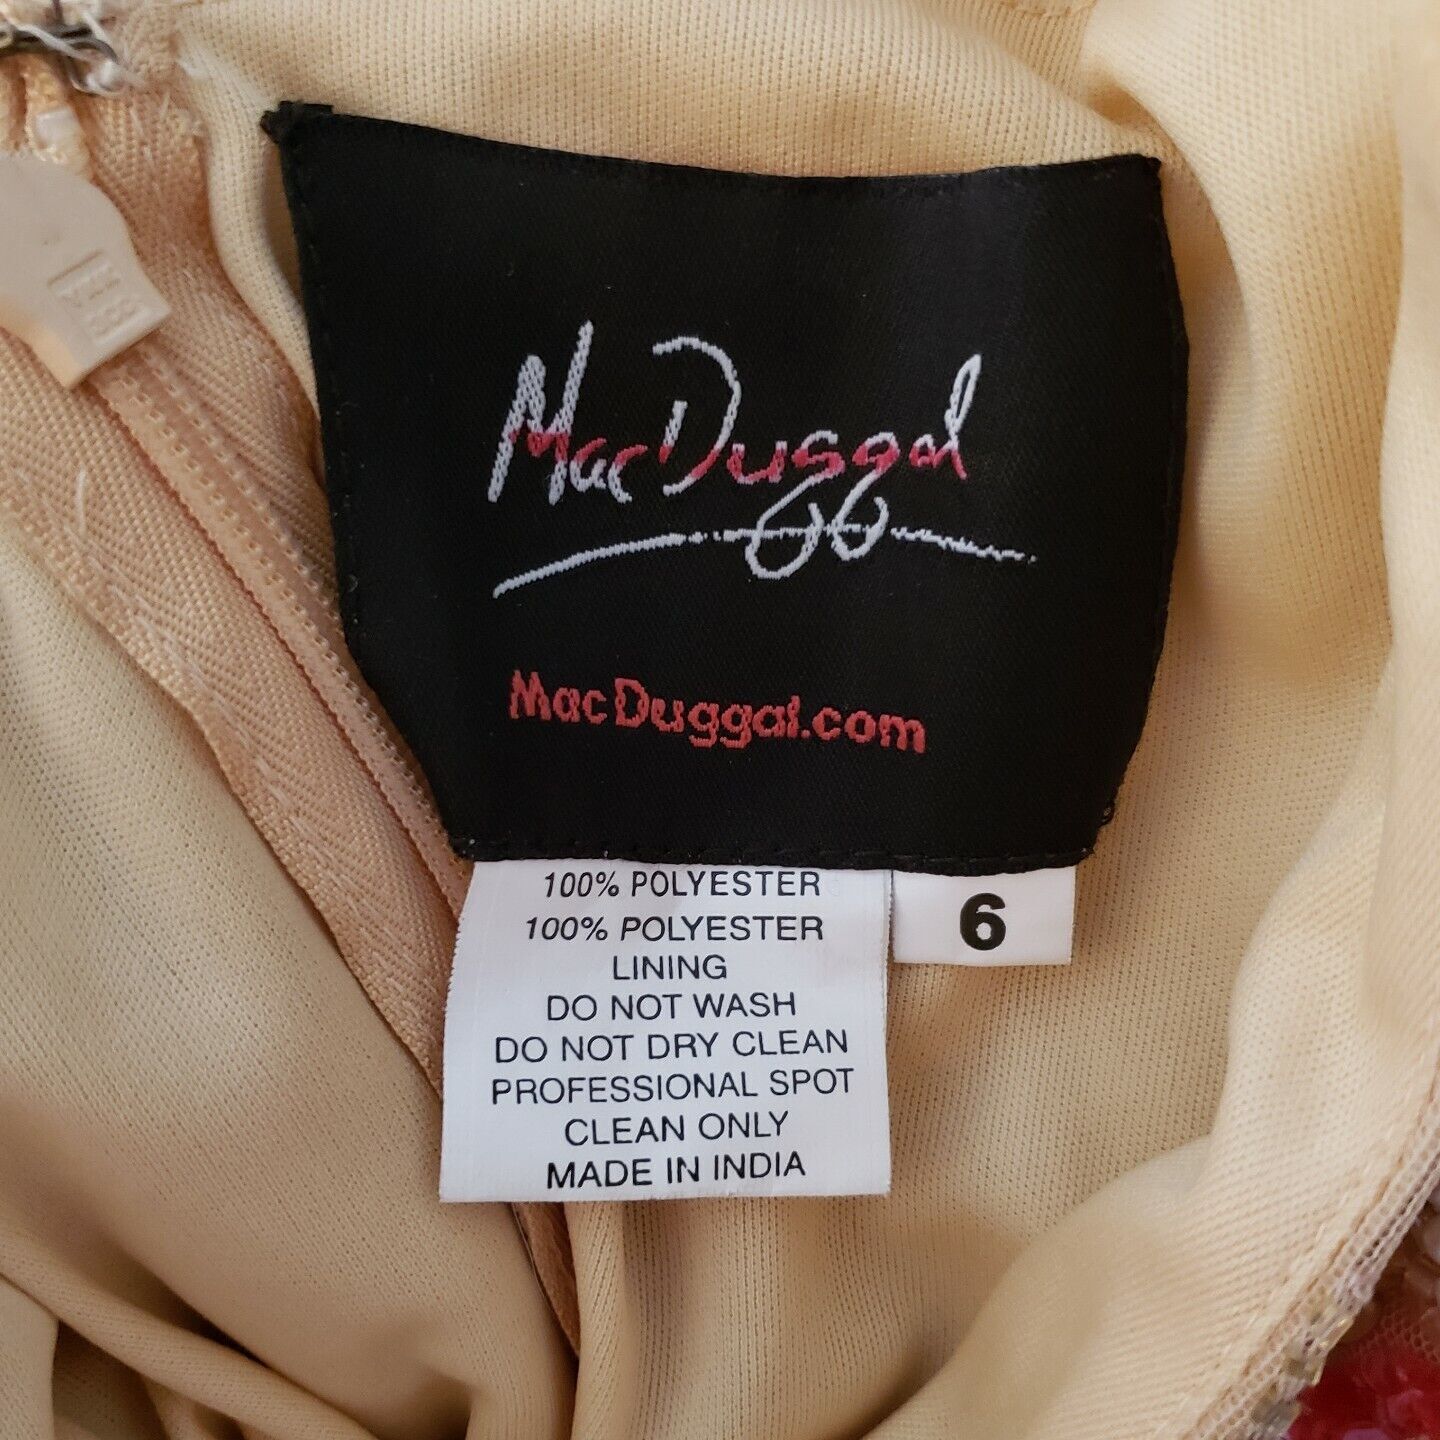 MacDuggal
MacDuggal.com
100% POLYESTER
100% POLYESTER
LINING
DO NOT WASH
DO NOT DRY CLEAN
PROFESSIONAL SPOT
CLEAN ONLY
MADE IN INDIA
6